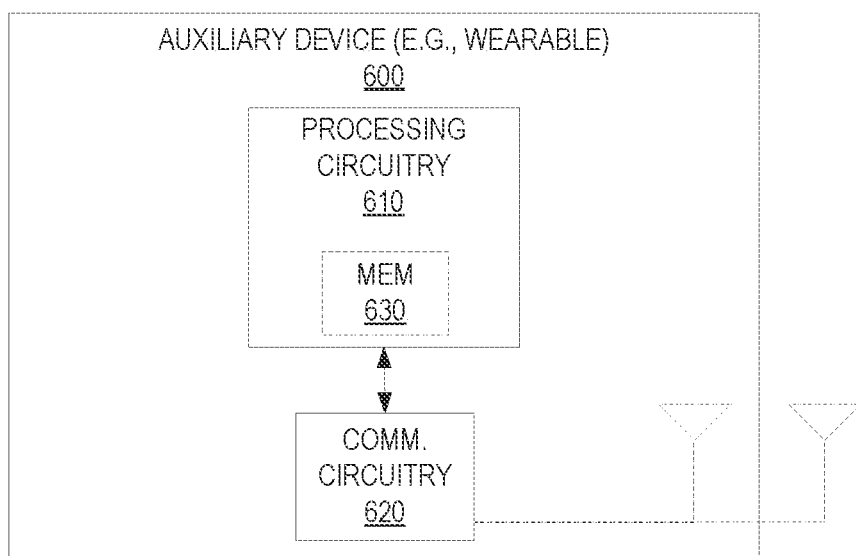 AUXILIARY DEVICE (E.G., WEARABLE)
600
PROCESSING
CIRCUITRY
610
MEM
630
COMM.
CIRCUITRY
620